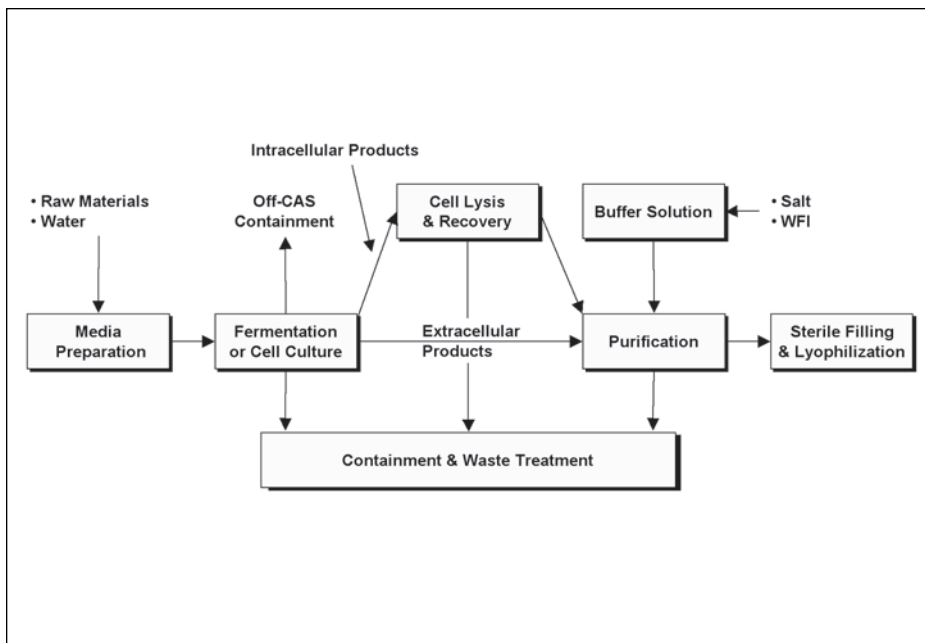 Intracellular Products
• Raw Materials
• Water
Off-CAS
Containment
Cell Lysis
& Recovery
Buffer Solution
• Salt
• WFI
Media
Preparation
Fermentation
or Cell Culture
Extracellular
Products
Purification
Sterile Filling
& Lyophilization
Containment & Waste Treatment